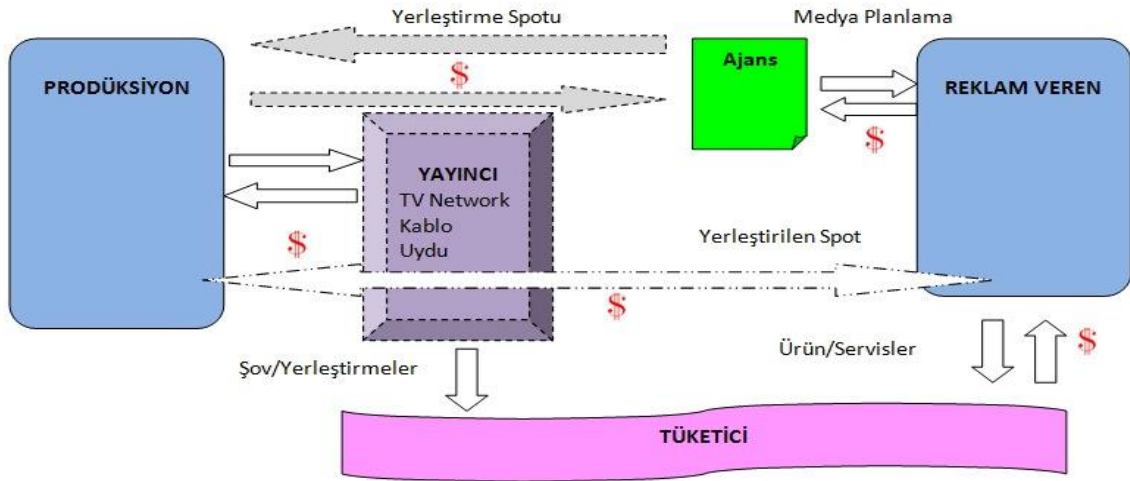 Yerleştirme Spotu
Medya Planlama
PRODÜKSİYON
$
Ajans
REKLAM VEREN
$
YAYINCI
TV Network
Kablo
Uydu
$
Yerleştirilen Spot
$
Şov/Yerleştirmeler
Ürün/Servisler
$
TÜKETİCİ